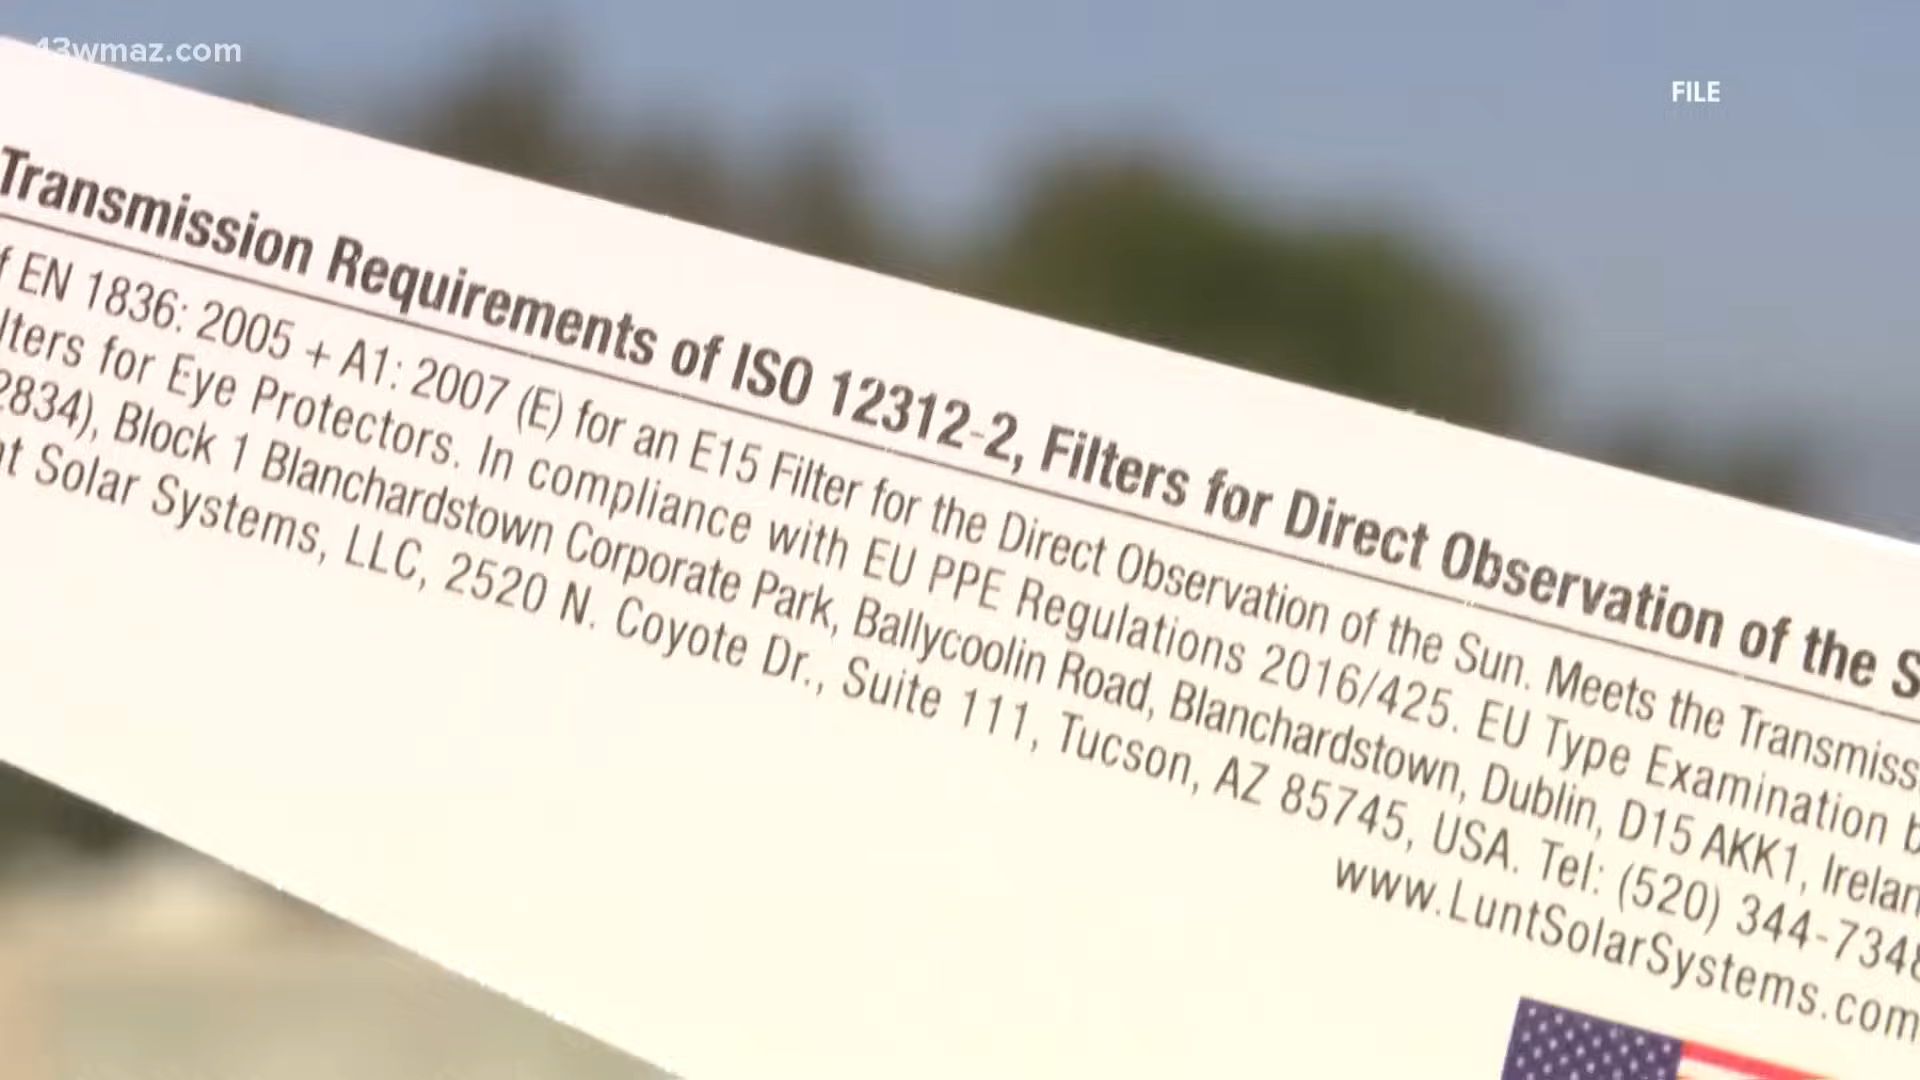 13wmaz.com
FILE
Transmission Requirements of ISO 12312-2, Filters for Direct Observation of the S
f EN 1836: 2005 + A1: 2007 (E) for an E15 Filter for the Direct Observation of the Sun. Meets the Transmiss
lters for Eye Protectors. In compliance with EU PPE Regulations 2016/425. EU Type Examination b
2834), Block 1 Blanchardstown Corporate Park, Ballycoolin Road, Blanchardstown, Dublin, D15 AKK1, Irelan
nt Solar Systems, LLC, 2520 N. Coyote Dr., Suite 111, Tucson, AZ 85745, USA. Tel: (520) 344-7348
www.LuntSolarSystems.com